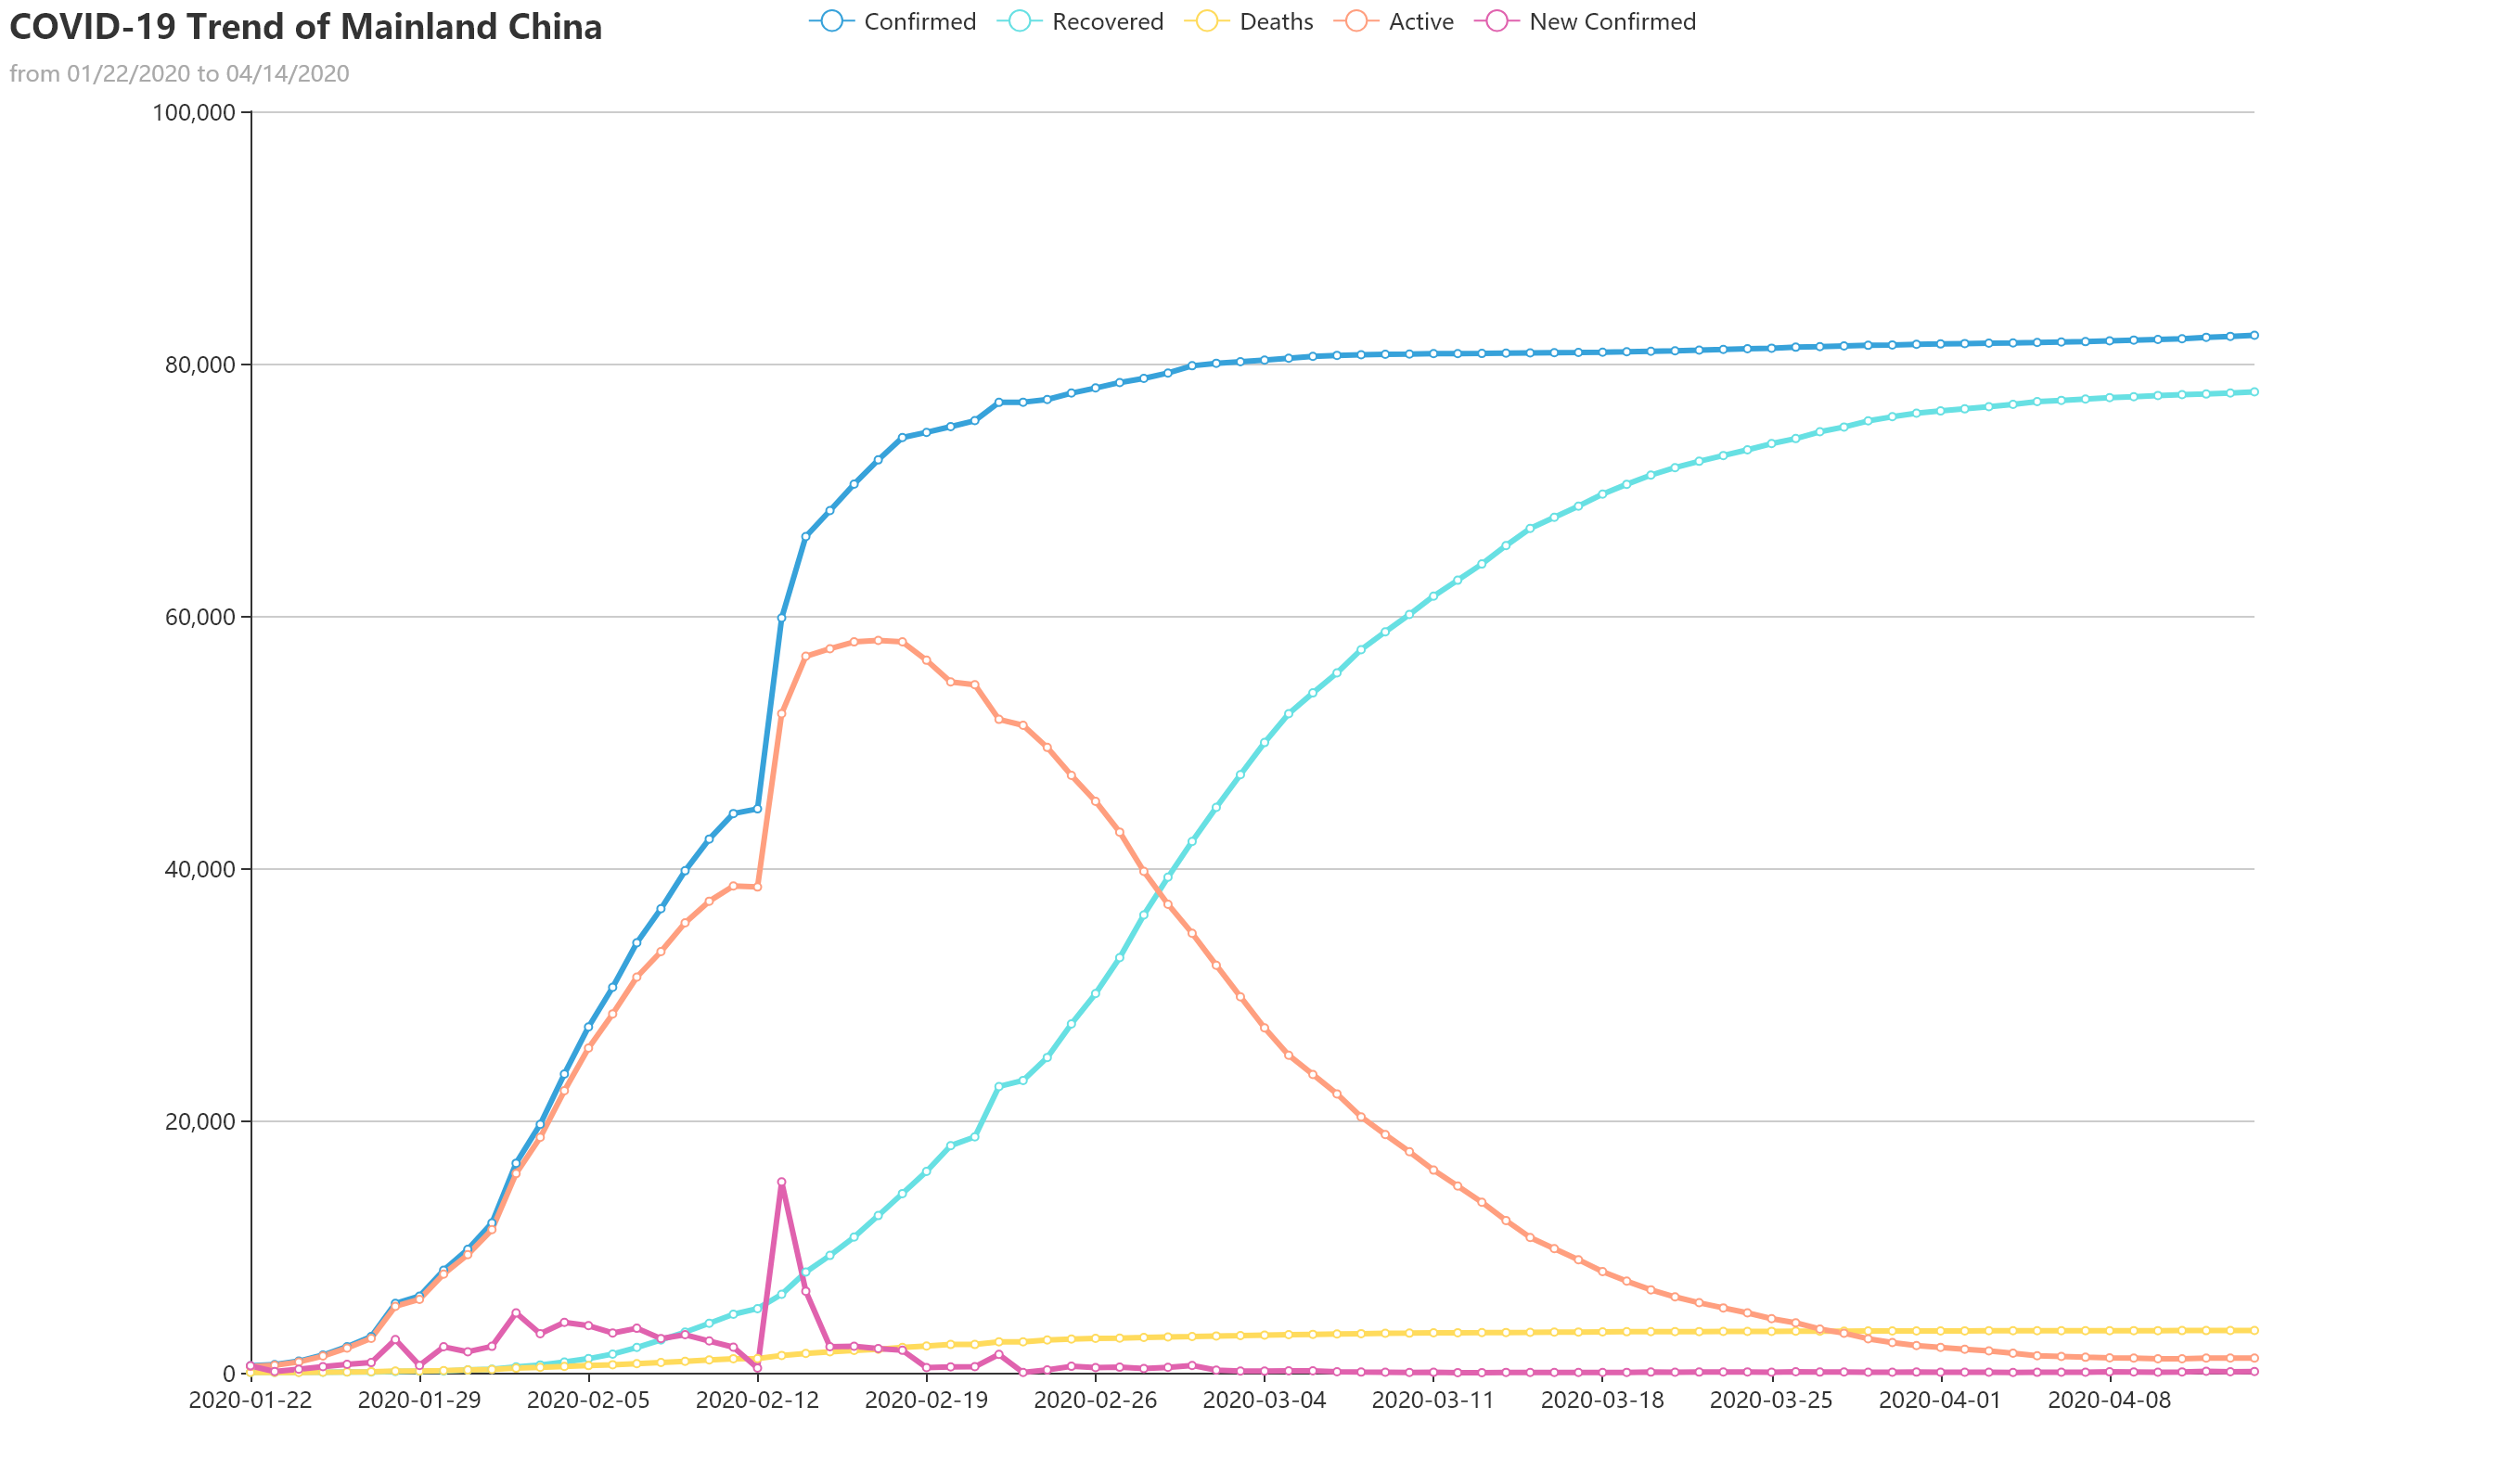 COVID-19 Trend of Mainland China
from 01/22/2020 to 04/14/2020
Confirmed Recovered Deaths Active New Confirmed
100,000
80,000
60,000
40,000
20,000
0
2020-01-22 2020-01-29 2020-02-05 2020-02-12 2020-02-19 2020-02-26 2020-03-04 2020-03-11 2020-03-18 2020-03-25 2020-04-01 2020-04-08